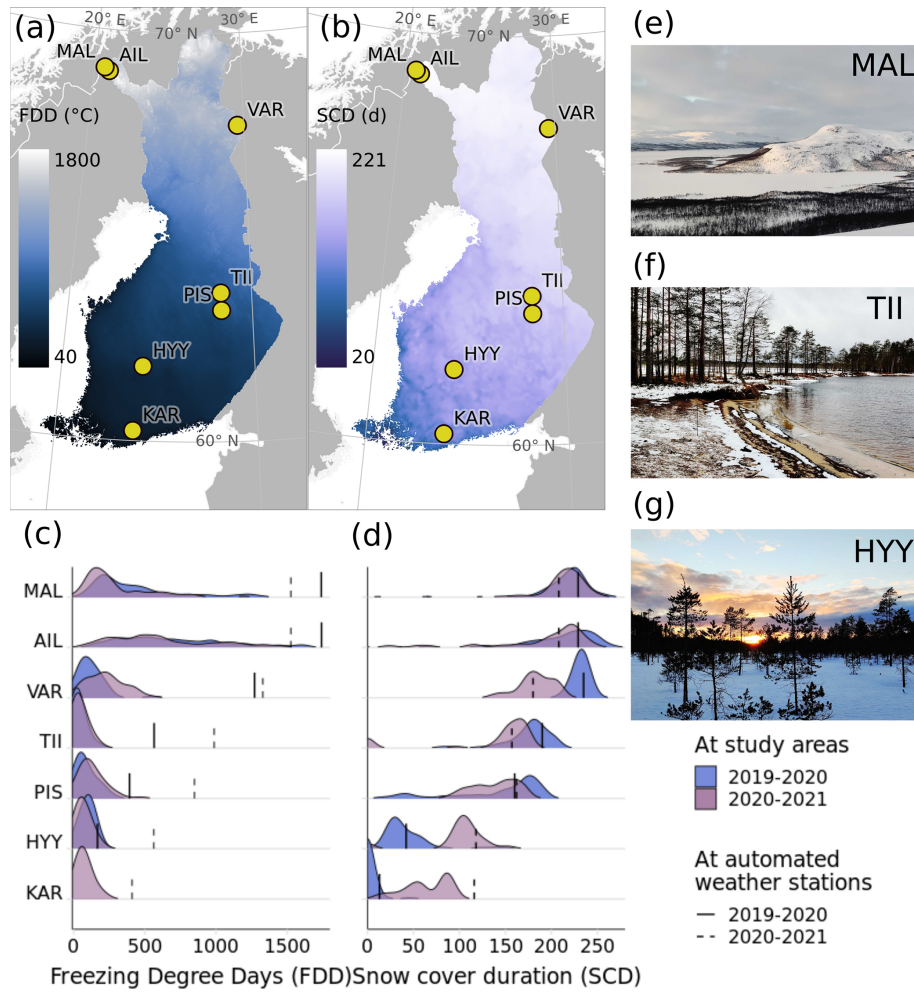 (a)
20° E
30° E
70° N
MAL
AIL
VAR
FDD (°C)
1800
40
TII
PIS
HYY
KAR
60° N
(b)
20° E
30° E
70° N
MAL
AIL
VAR
SCD (d)
221
20
TII
PIS
HYY
KAR
60° N
(e)
MAL
(f)
TII
(g)
HYY
(c)
MAL
AIL
VAR
TII
PIS
HYY
KAR
0
500
1000
1500
Freezing Degree Days (FDD)
(d)
0
50
100
150
200
250
Snow cover duration (SCD)
At study areas
2019-2020
2020-2021
At automated
weather stations
2019-2020
2020-2021